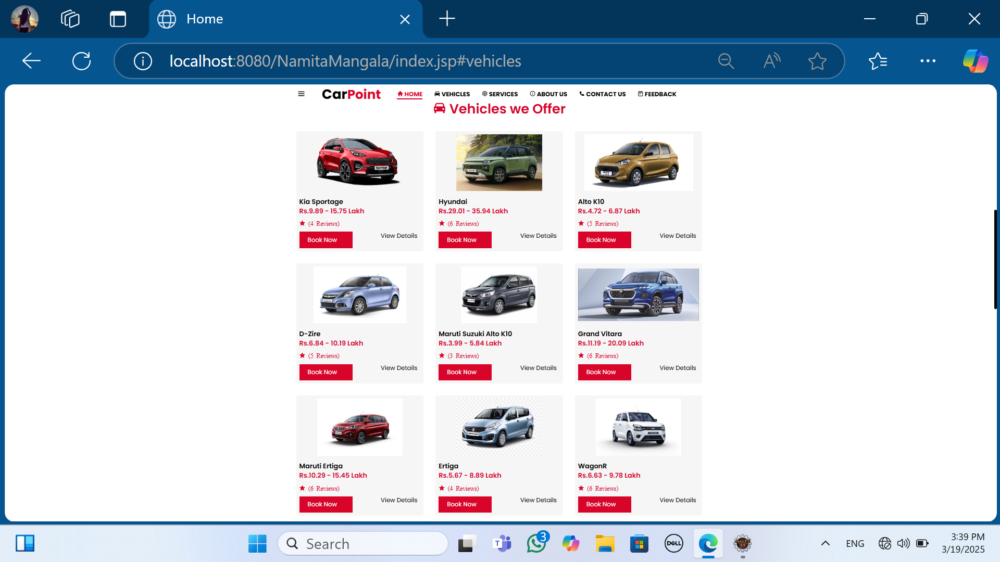 Home
localhost:8080/NamitaMangala/index.jsp#vehicles
CarPoint HOME VEHICLES SERVICES ABOUT US CONTACT US FEEDBACK
Vehicles we Offer
Sportage
ALTO
Kia Sportage Hyundai Alto K10
Rs.9.89 - 15.75 Lakh Rs.29.01 - 35.94 Lakh Rs.4.72 - 6.87 Lakh
(4 Reviews) (6 Reviews) (5 Reviews)
Book Now View Details Book Now View Details Book Now View Details
D-Zire Maruti Suzuki Alto K10 Grand Vitara
Rs.6.84 - 10.19 Lakh Rs.3.99 - 5.84 Lakh Rs.11.19 - 20.09 Lakh
(5 Reviews) (3 Reviews) (6 Reviews)
Book Now View Details Book Now View Details Book Now View Details
ERTIGA
Maruti Ertiga Ertiga WagonR
Rs.10.29 - 15.45 Lakh Rs.5.67 - 8.89 Lakh Rs.6.63 - 9.78 Lakh
(6 Reviews) (4 Reviews) (6 Reviews)
Book Now View Details Book Now View Details Book Now View Details
Search T 3 DELL Java EE IDE ENG 3:39 PM
3/19/2025